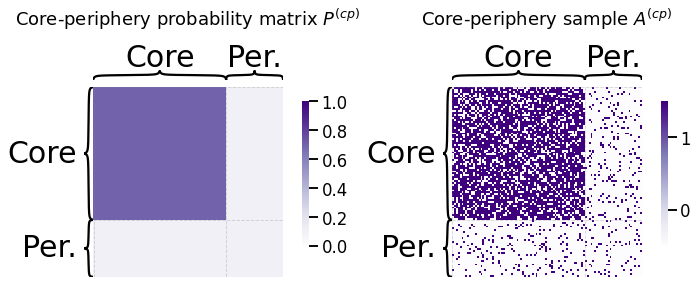 Core-periphery probability matrix P^(cp)
Core Per.
Core
Per.
1.0
0.8
0.6
0.4
0.2
0.0
Core-periphery sample A^(cp)
Core Per.
Core
Per.
1
0